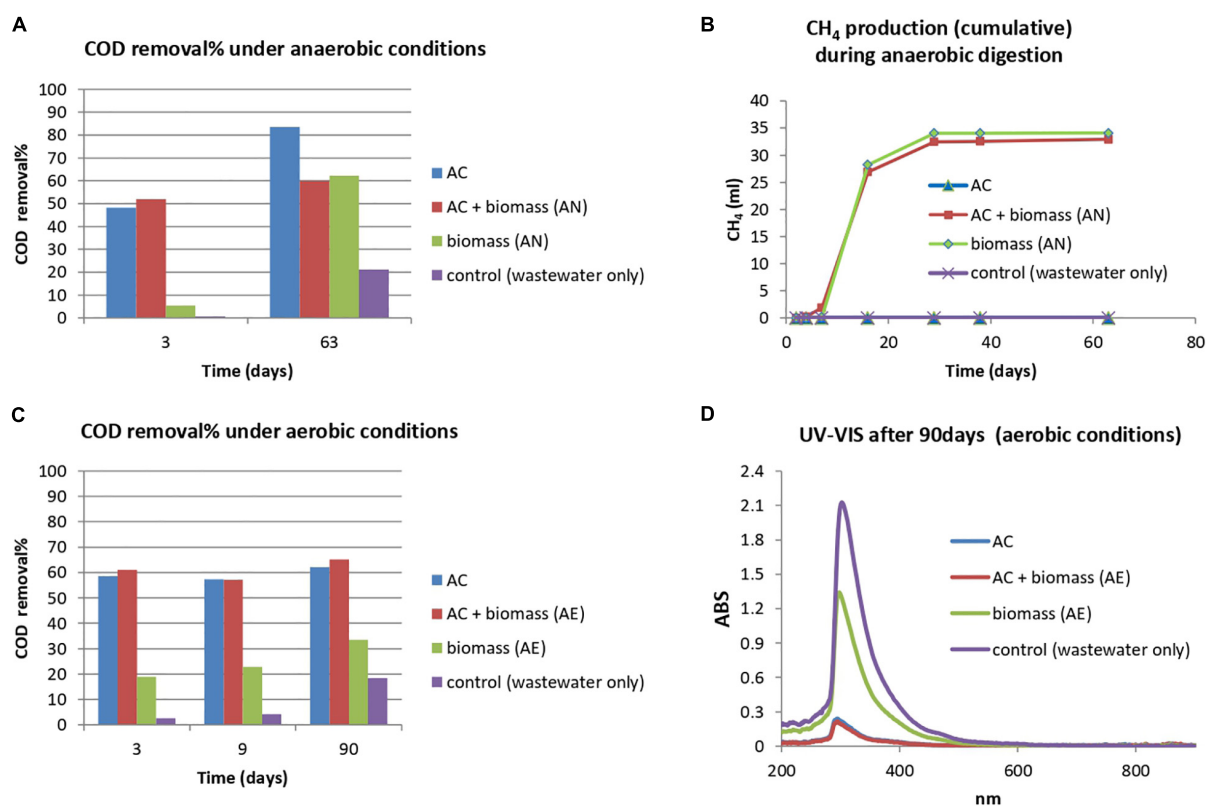 A
COD removal% under anaerobic conditions
100
90
80
70
60
50
40
30
20
10
0
COD removal%
3
63
Time (days)
AC
AC + biomass (AN)
biomass (AN)
control (wastewater only)
B
CH₄ production (cumulative)
during anaerobic digestion
40
35
30
25
20
15
10
5
0
CH₄ (ml)
0
20
40
60
80
Time (days)
AC
AC + biomass (AN)
biomass (AN)
control (wastewater only)
C
COD removal% under aerobic conditions
100
90
80
70
60
50
40
30
20
10
0
COD removal%
3
9
90
Time (days)
AC
AC + biomass (AE)
biomass (AE)
control (wastewater only)
D
UV-VIS after 90days (aerobic conditions)
2.4
2.1
1.8
1.5
1.2
0.9
0.6
0.3
0
ABS
200
400
600
800
nm
AC
AC + biomass (AE)
biomass (AE)
control (wastewater only)